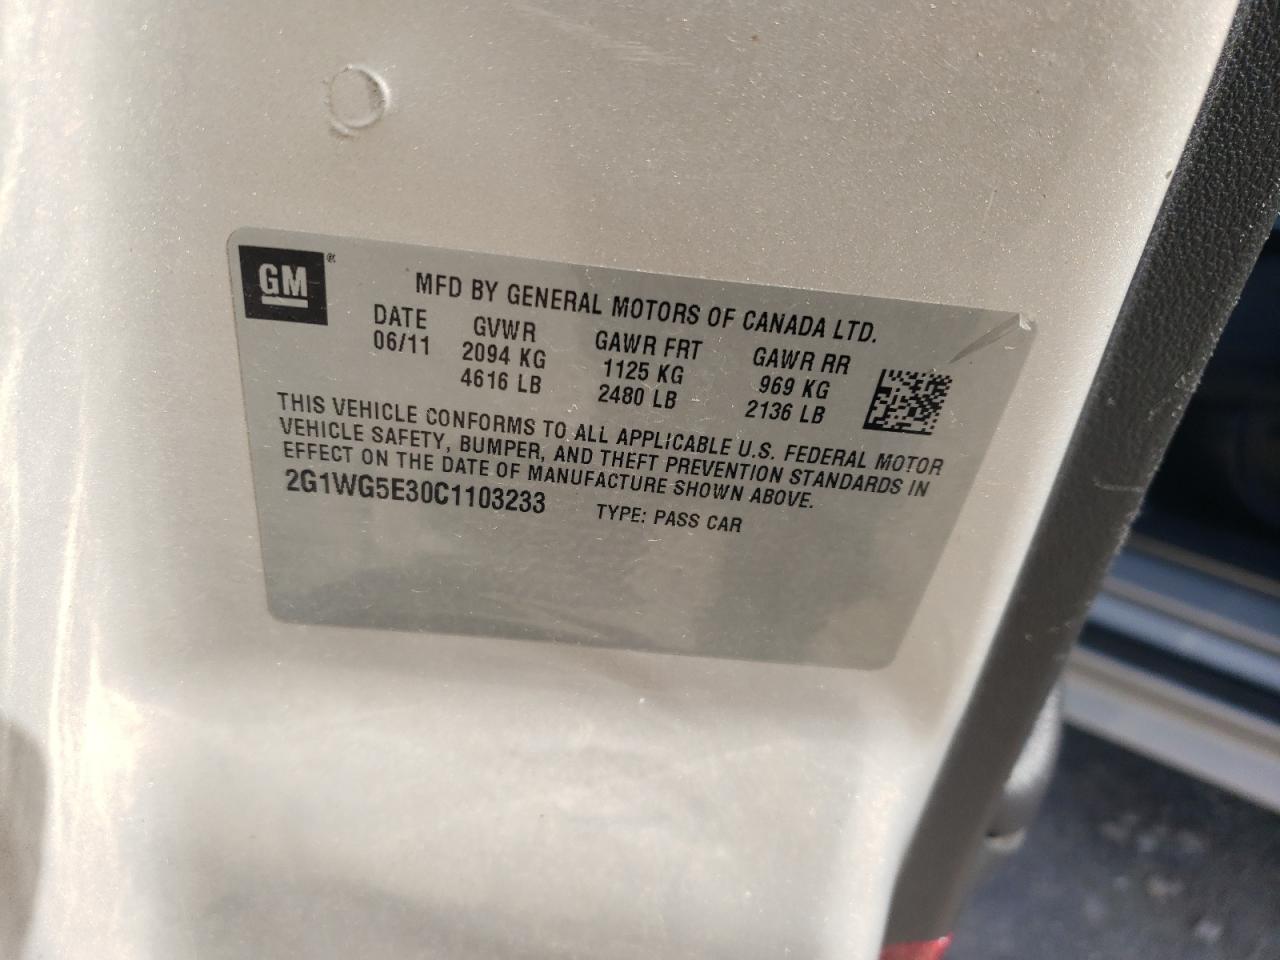 GM®
MFD BY GENERAL MOTORS OF CANADA LTD.
DATE GVWR GAWR FRT GAWR RR
06/11 2094 KG 1125 KG 969 KG
4616 LB 2480 LB 2136 LB
THIS VEHICLE CONFORMS TO ALL APPLICABLE U.S. FEDERAL MOTOR
VEHICLE SAFETY, BUMPER, AND THEFT PREVENTION STANDARDS IN
EFFECT ON THE DATE OF MANUFACTURE SHOWN ABOVE.
2G1WG5E30C1103233 TYPE: PASS CAR